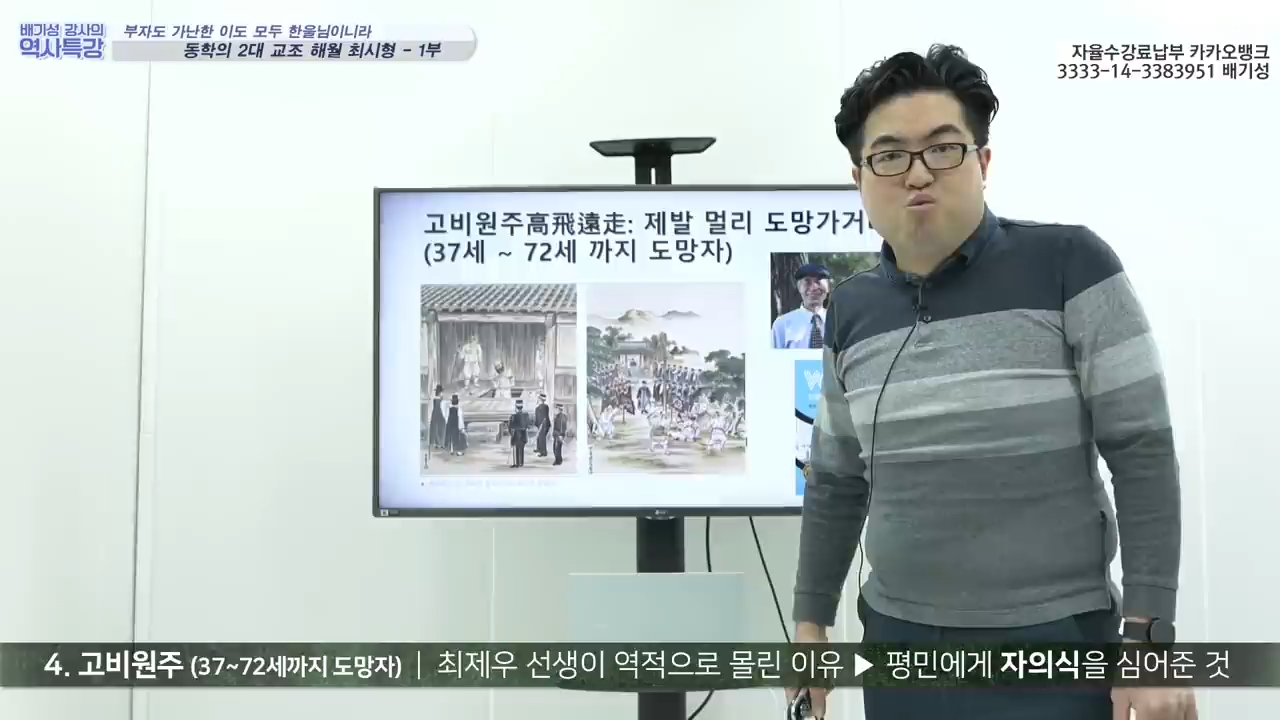 배기성 강사의
역사특강
부자도 가난한 이도 모두 한울님이니라
동학의 2대 교조 해월 최시형 - 1부
자율수강료납부 카카오뱅크
3333-14-3383951 배기성
고비원주高飛遠走: 제발 멀리 도망가거
(37세 ~ 72세 까지 도망자)
4. 고비원주 (37~72세까지 도망자) | 최제우 선생이 역적으로 몰린 이유 ▶ 평민에게 자의식을 심어준 것